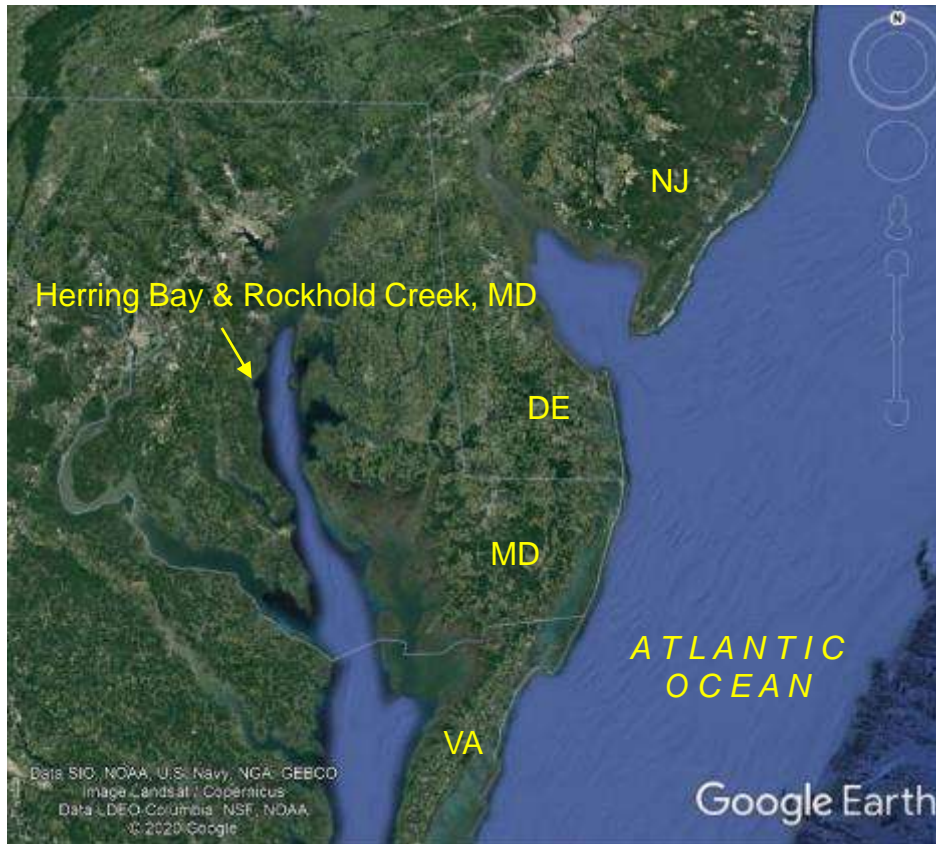 N
NJ
Herring Bay & Rockhold Creek, MD
DE
MD
ATLANTIC
OCEAN
VA
Data SIO, NOAA, U.S. Navy, NGA, GEBCO
Image Landsat / Copernicus
Data LDEO-Columbia, NSF, NOAA
© 2020 Google
Google Earth